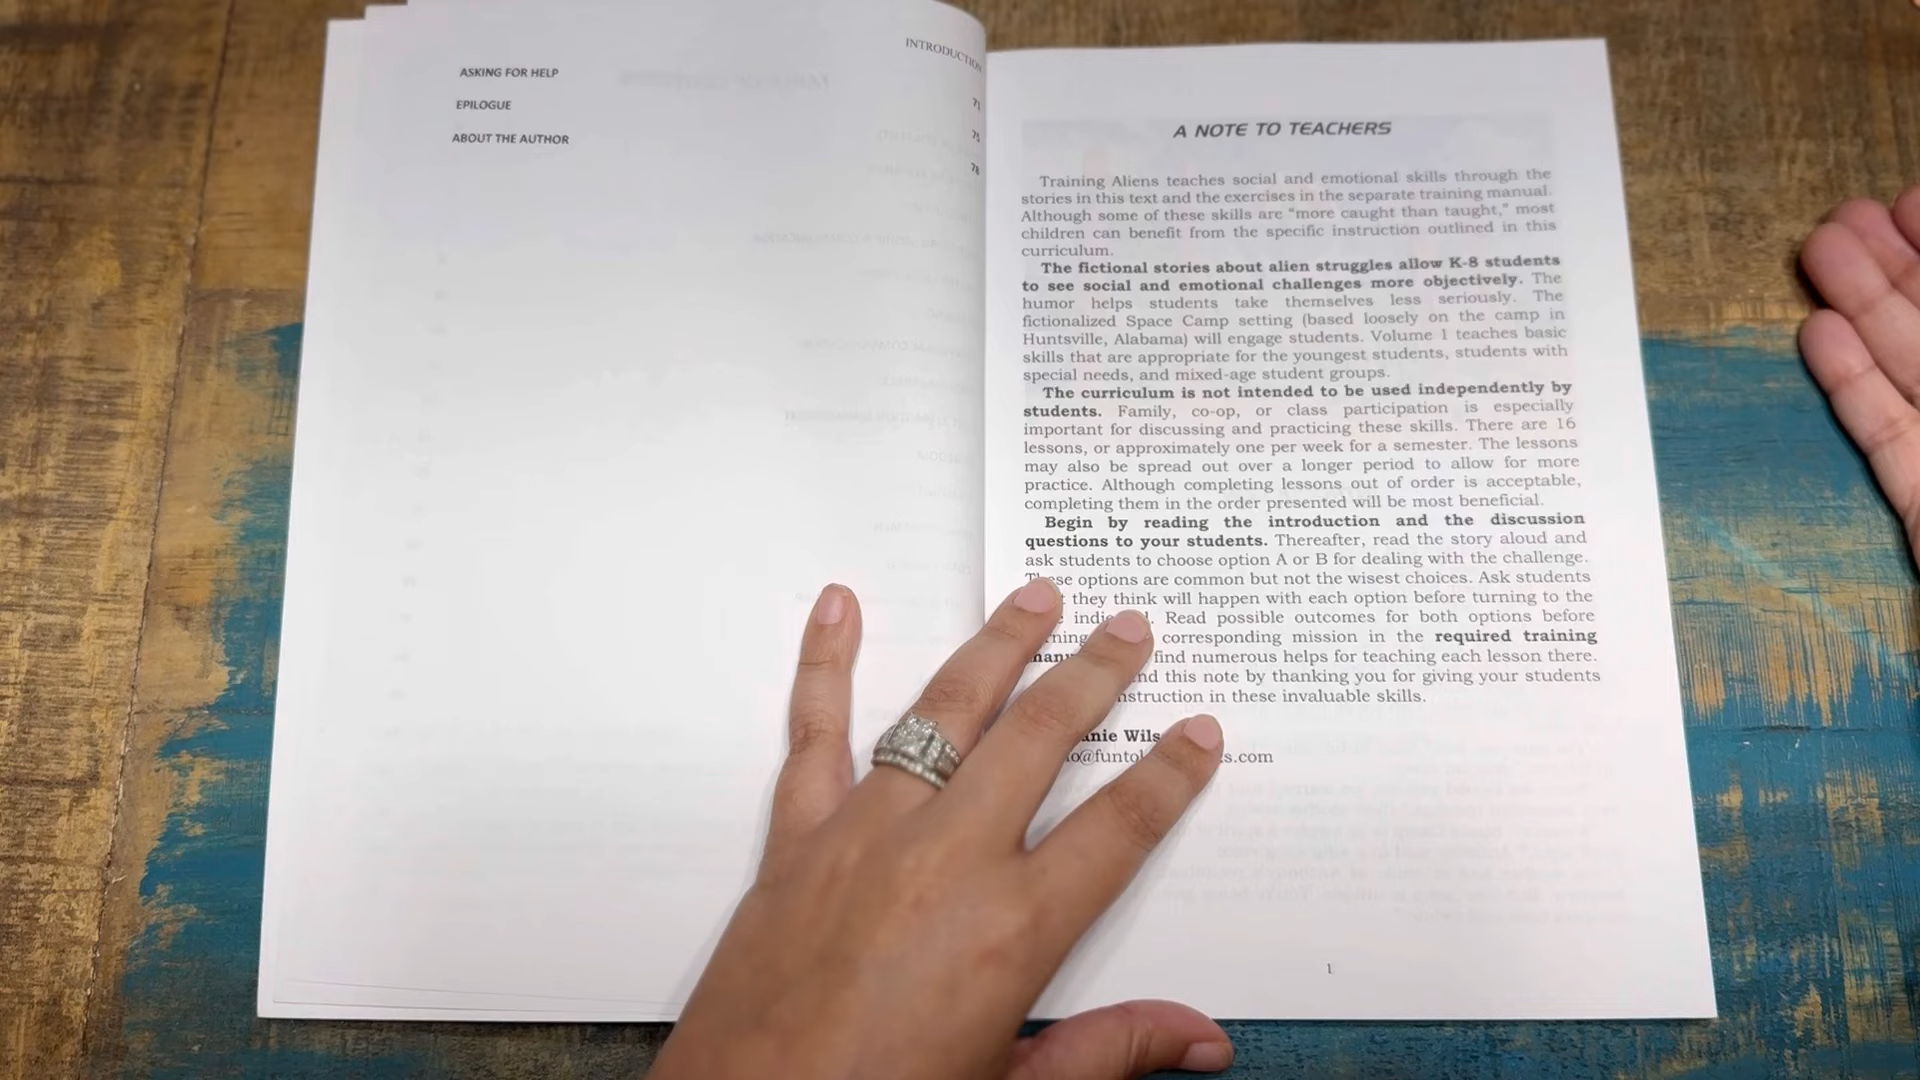 INTRODUCTION
ASKING FOR HELP
71
EPILOGUE
75
ABOUT THE AUTHOR
78
A NOTE TO TEACHERS
Training Aliens teaches social and emotional skills through the
stories in this text and the exercises in the separate training manual.
Although some of these skills are “more caught than taught,” most
children can benefit from the specific instruction outlined in this
curriculum.
The fictional stories about alien struggles allow K-8 students
to see social and emotional challenges more objectively. The
humor helps students take themselves less seriously. The
fictionalized Space Camp setting (based loosely on the camp in
Huntsville, Alabama) will engage students. Volume 1 teaches basic
skills that are appropriate for the youngest students, students with
special needs, and mixed-age student groups.
The curriculum is not intended to be used independently by
students. Family, co-op, or class participation is especially
important for discussing and practicing these skills. There are 16
lessons, or approximately one per week for a semester. The lessons
may also be spread out over a longer period to allow for more
practice. Although completing lessons out of order is acceptable,
completing them in the order presented will be most beneficial.
Begin by reading the introduction and the discussion
questions to your students. Thereafter, read the story aloud and
ask students to choose option A or B for dealing with the challenge.
These options are common but not the wisest choices. Ask students
they think will happen with each option before turning to the
Read possible outcomes for both options before
corresponding mission in the required training
find numerous helps for teaching each lesson there.
this note by thanking you for giving your students
in these invaluable skills.
1